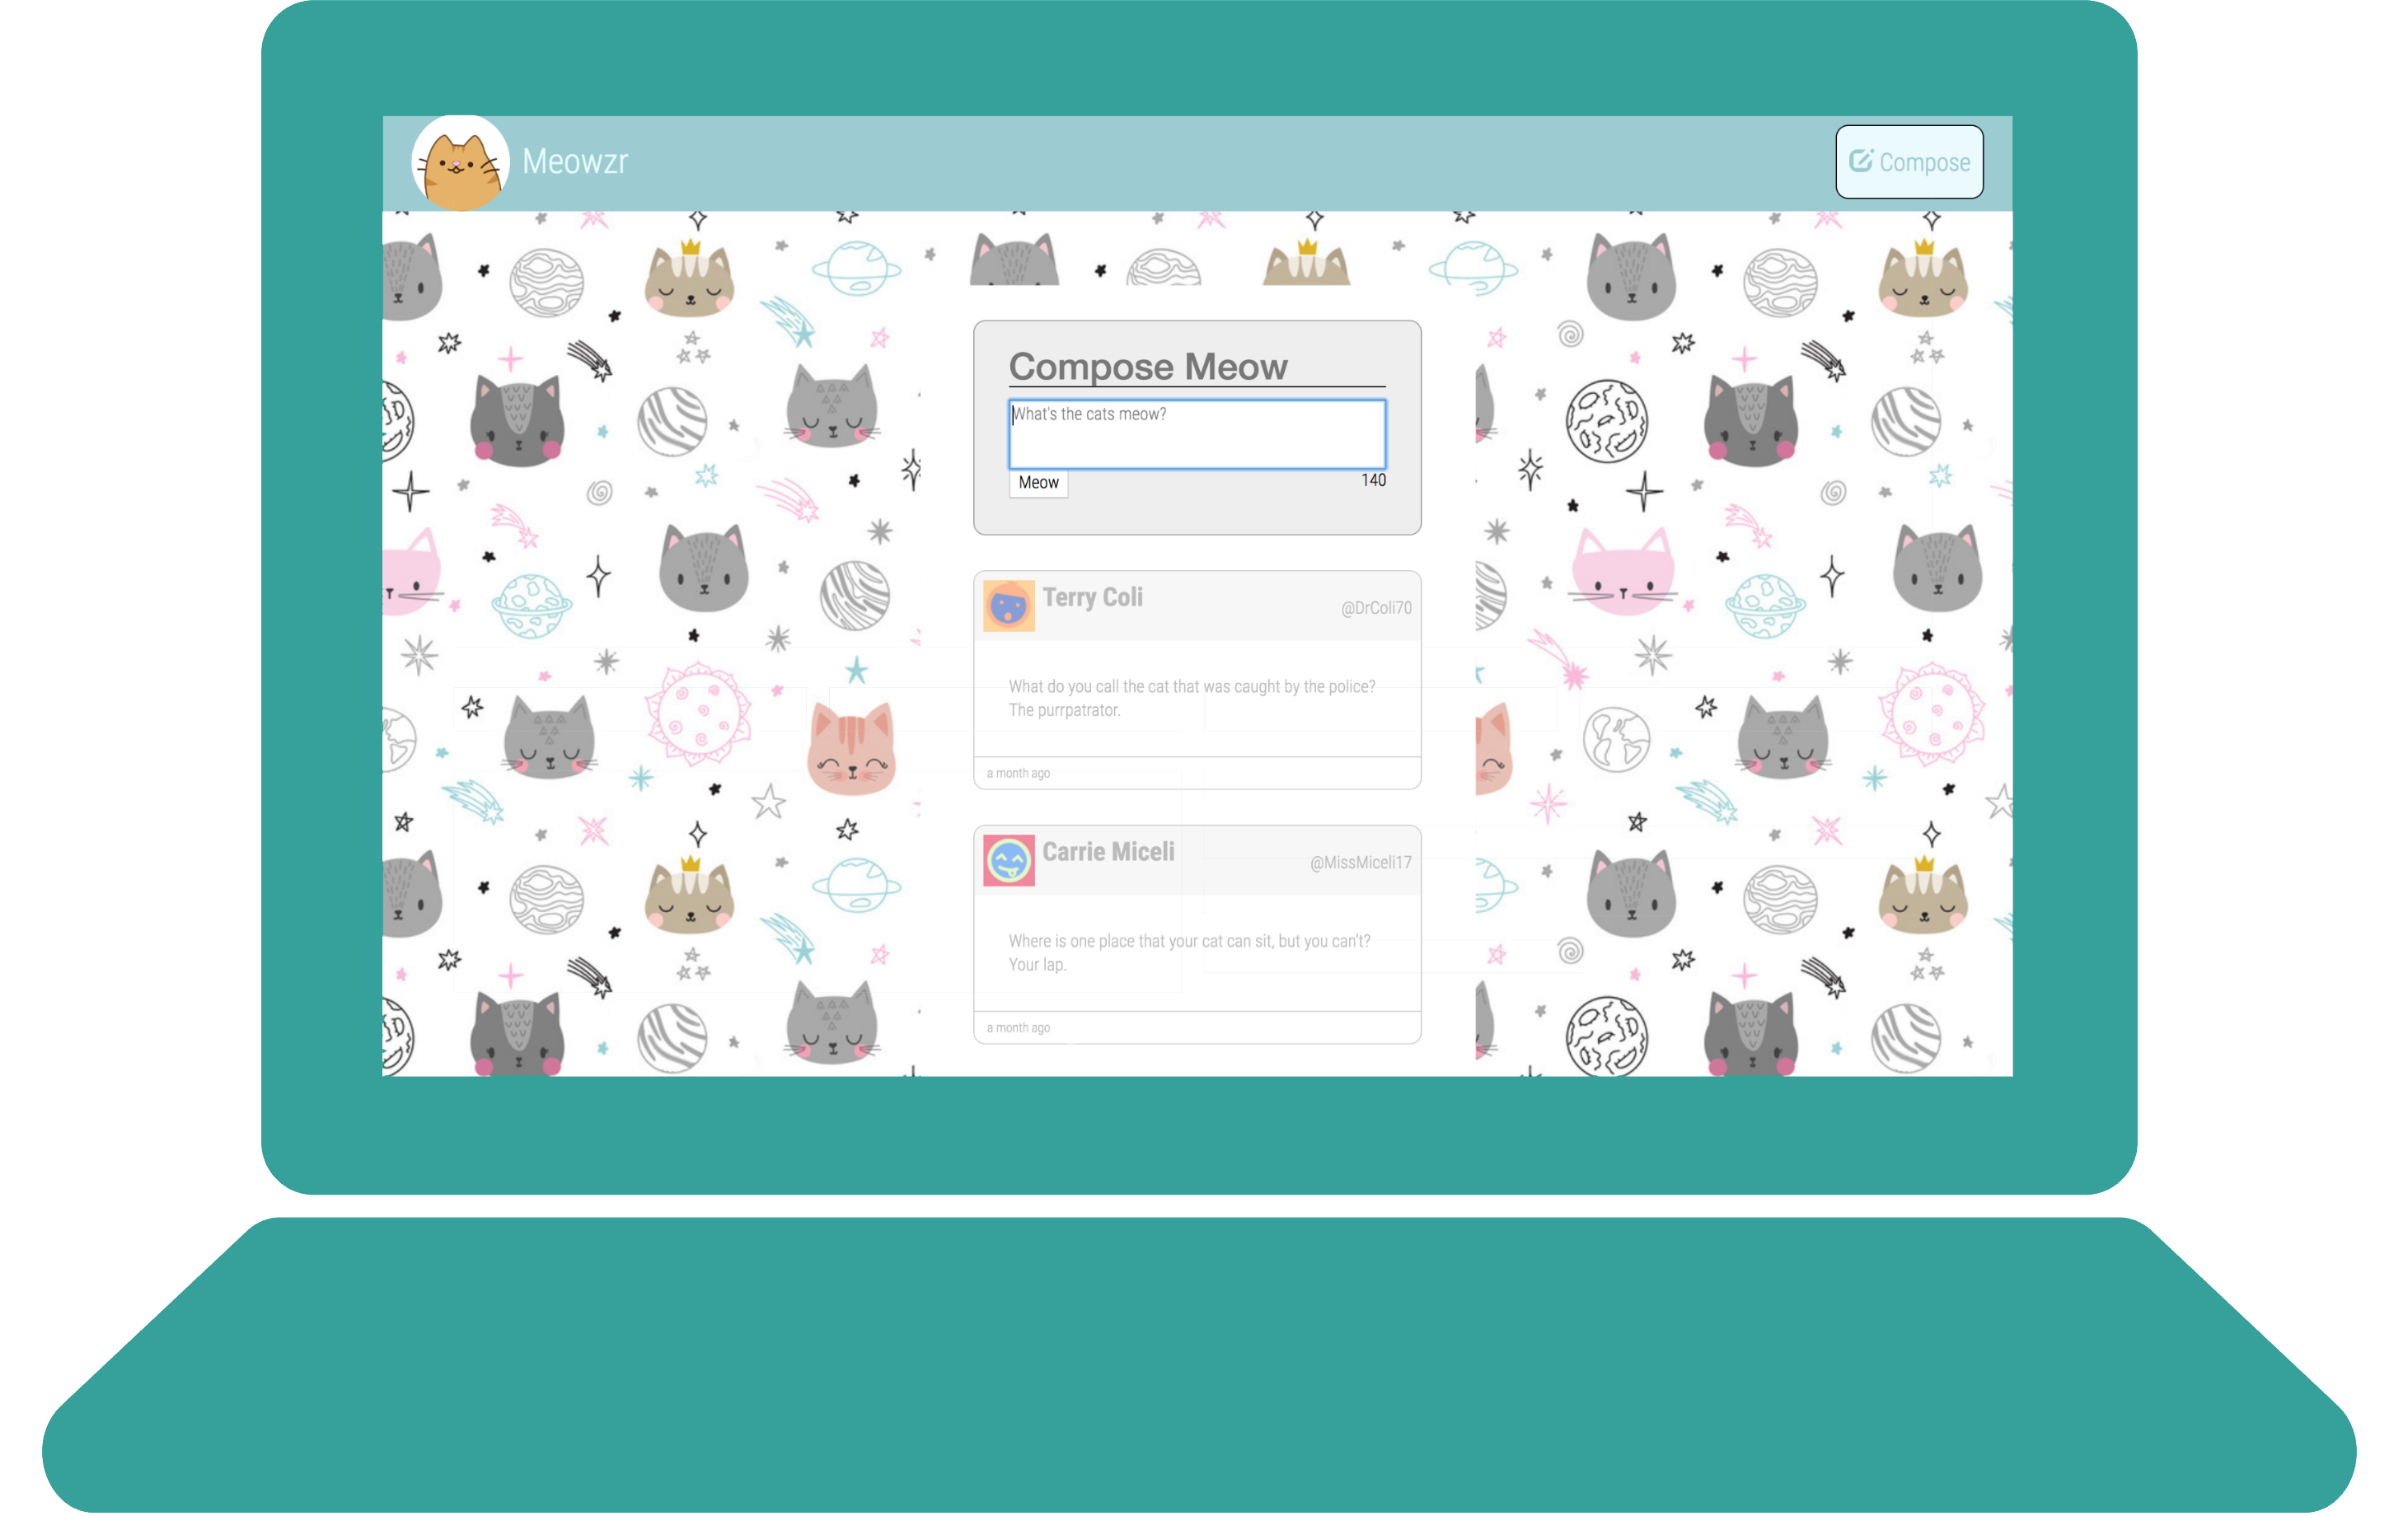 Meowzr
Compose
Compose Meow
What's the cats meow?
Meow
140
Terry Coli
@DrColi70
What do you call the cat that was caught by the police?
The purrpatrator.
a month ago
Carrie Miceli
@MissMiceli17
Where is one place that your cat can sit, but you can't?
Your lap.
a month ago